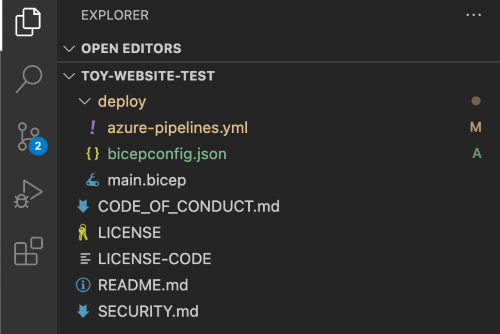 EXPLORER ...
OPEN EDITORS
TOY-WEBSITE-TEST
deploy
! azure-pipelines.yml M
{} bicepconfig.json A
main.bicep
2
CODE_OF_CONDUCT.md
LICENSE
LICENSE-CODE
README.md
SECURITY.md